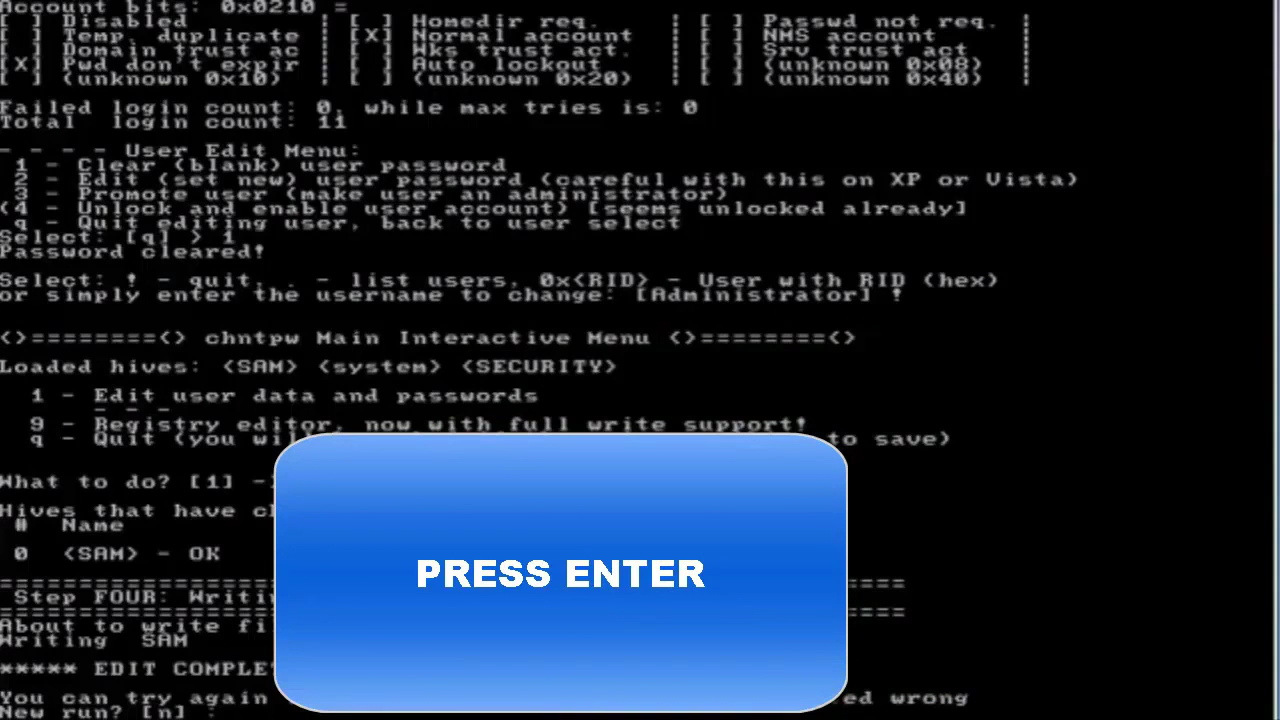 Account bits: 0x0210 =
[ ] Disabled | [ ] Homedir req. | [ ] Passwd not req. |
[ ] Temp. duplicate | [X] Normal account | [ ] NMS account |
[ ] Domain trust ac | [ ] Wks trust act. | [ ] Srv trust act |
[X] Pwd don't expir | [ ] Auto lockout | [ ] (unknown 0x08) |
[ ] (unknown 0x10) | [ ] (unknown 0x20) | [ ] (unknown 0x40) |
Failed login count: 0, while max tries is: 0
Total login count: 11
- - - - User Edit Menu:
1 - Clear (blank) user password
2 - Edit (set new) user password (careful with this on XP or Vista)
3 - Promote user (make user an administrator)
(4 - Unlock and enable user account) [seems unlocked already]
q - Quit editing user, back to user select
Select: [q] > 1
Password cleared!
Select: ! - quit, . - list users, 0x<RID> - User with RID (hex)
or simply enter the username to change: [Administrator] !
<>========<> chntpw Main Interactive Menu <>========<>
Loaded hives: <SAM> <system> <SECURITY>
1 - Edit user data and passwords
- - -
9 - Registry editor, now with full write support!
q - Quit (you wil to save)
What to do? [1] -
Hives that have c
# Name
0 <SAM> - OK
Step FOUR: Writin
About to write fi
Writing SAM
***** EDIT COMPLE
You can try again ed wrong
New run? [n] :
PRESS ENTER